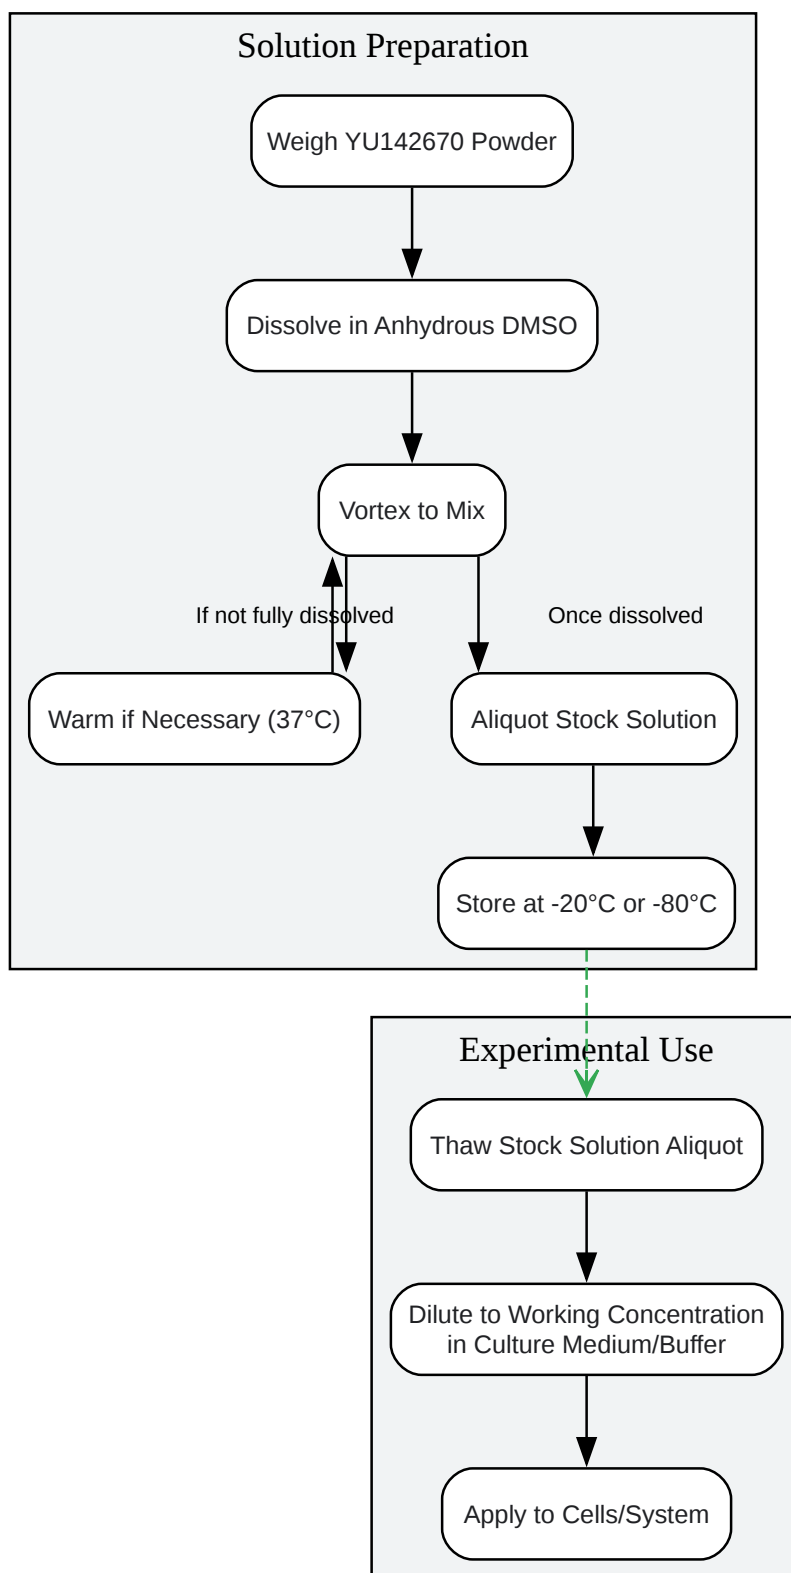 Solution Preparation
Weigh YU142670 Powder
Dissolve in Anhydrous DMSO
Vortex to Mix
If not fully dissolved
Once dissolved
Warm if Necessary (37°C)
Aliquot Stock Solution
Store at -20°C or -80°C
Experimental Use
Thaw Stock Solution Aliquot
Dilute to Working Concentration
in Culture Medium/Buffer
Apply to Cells/System